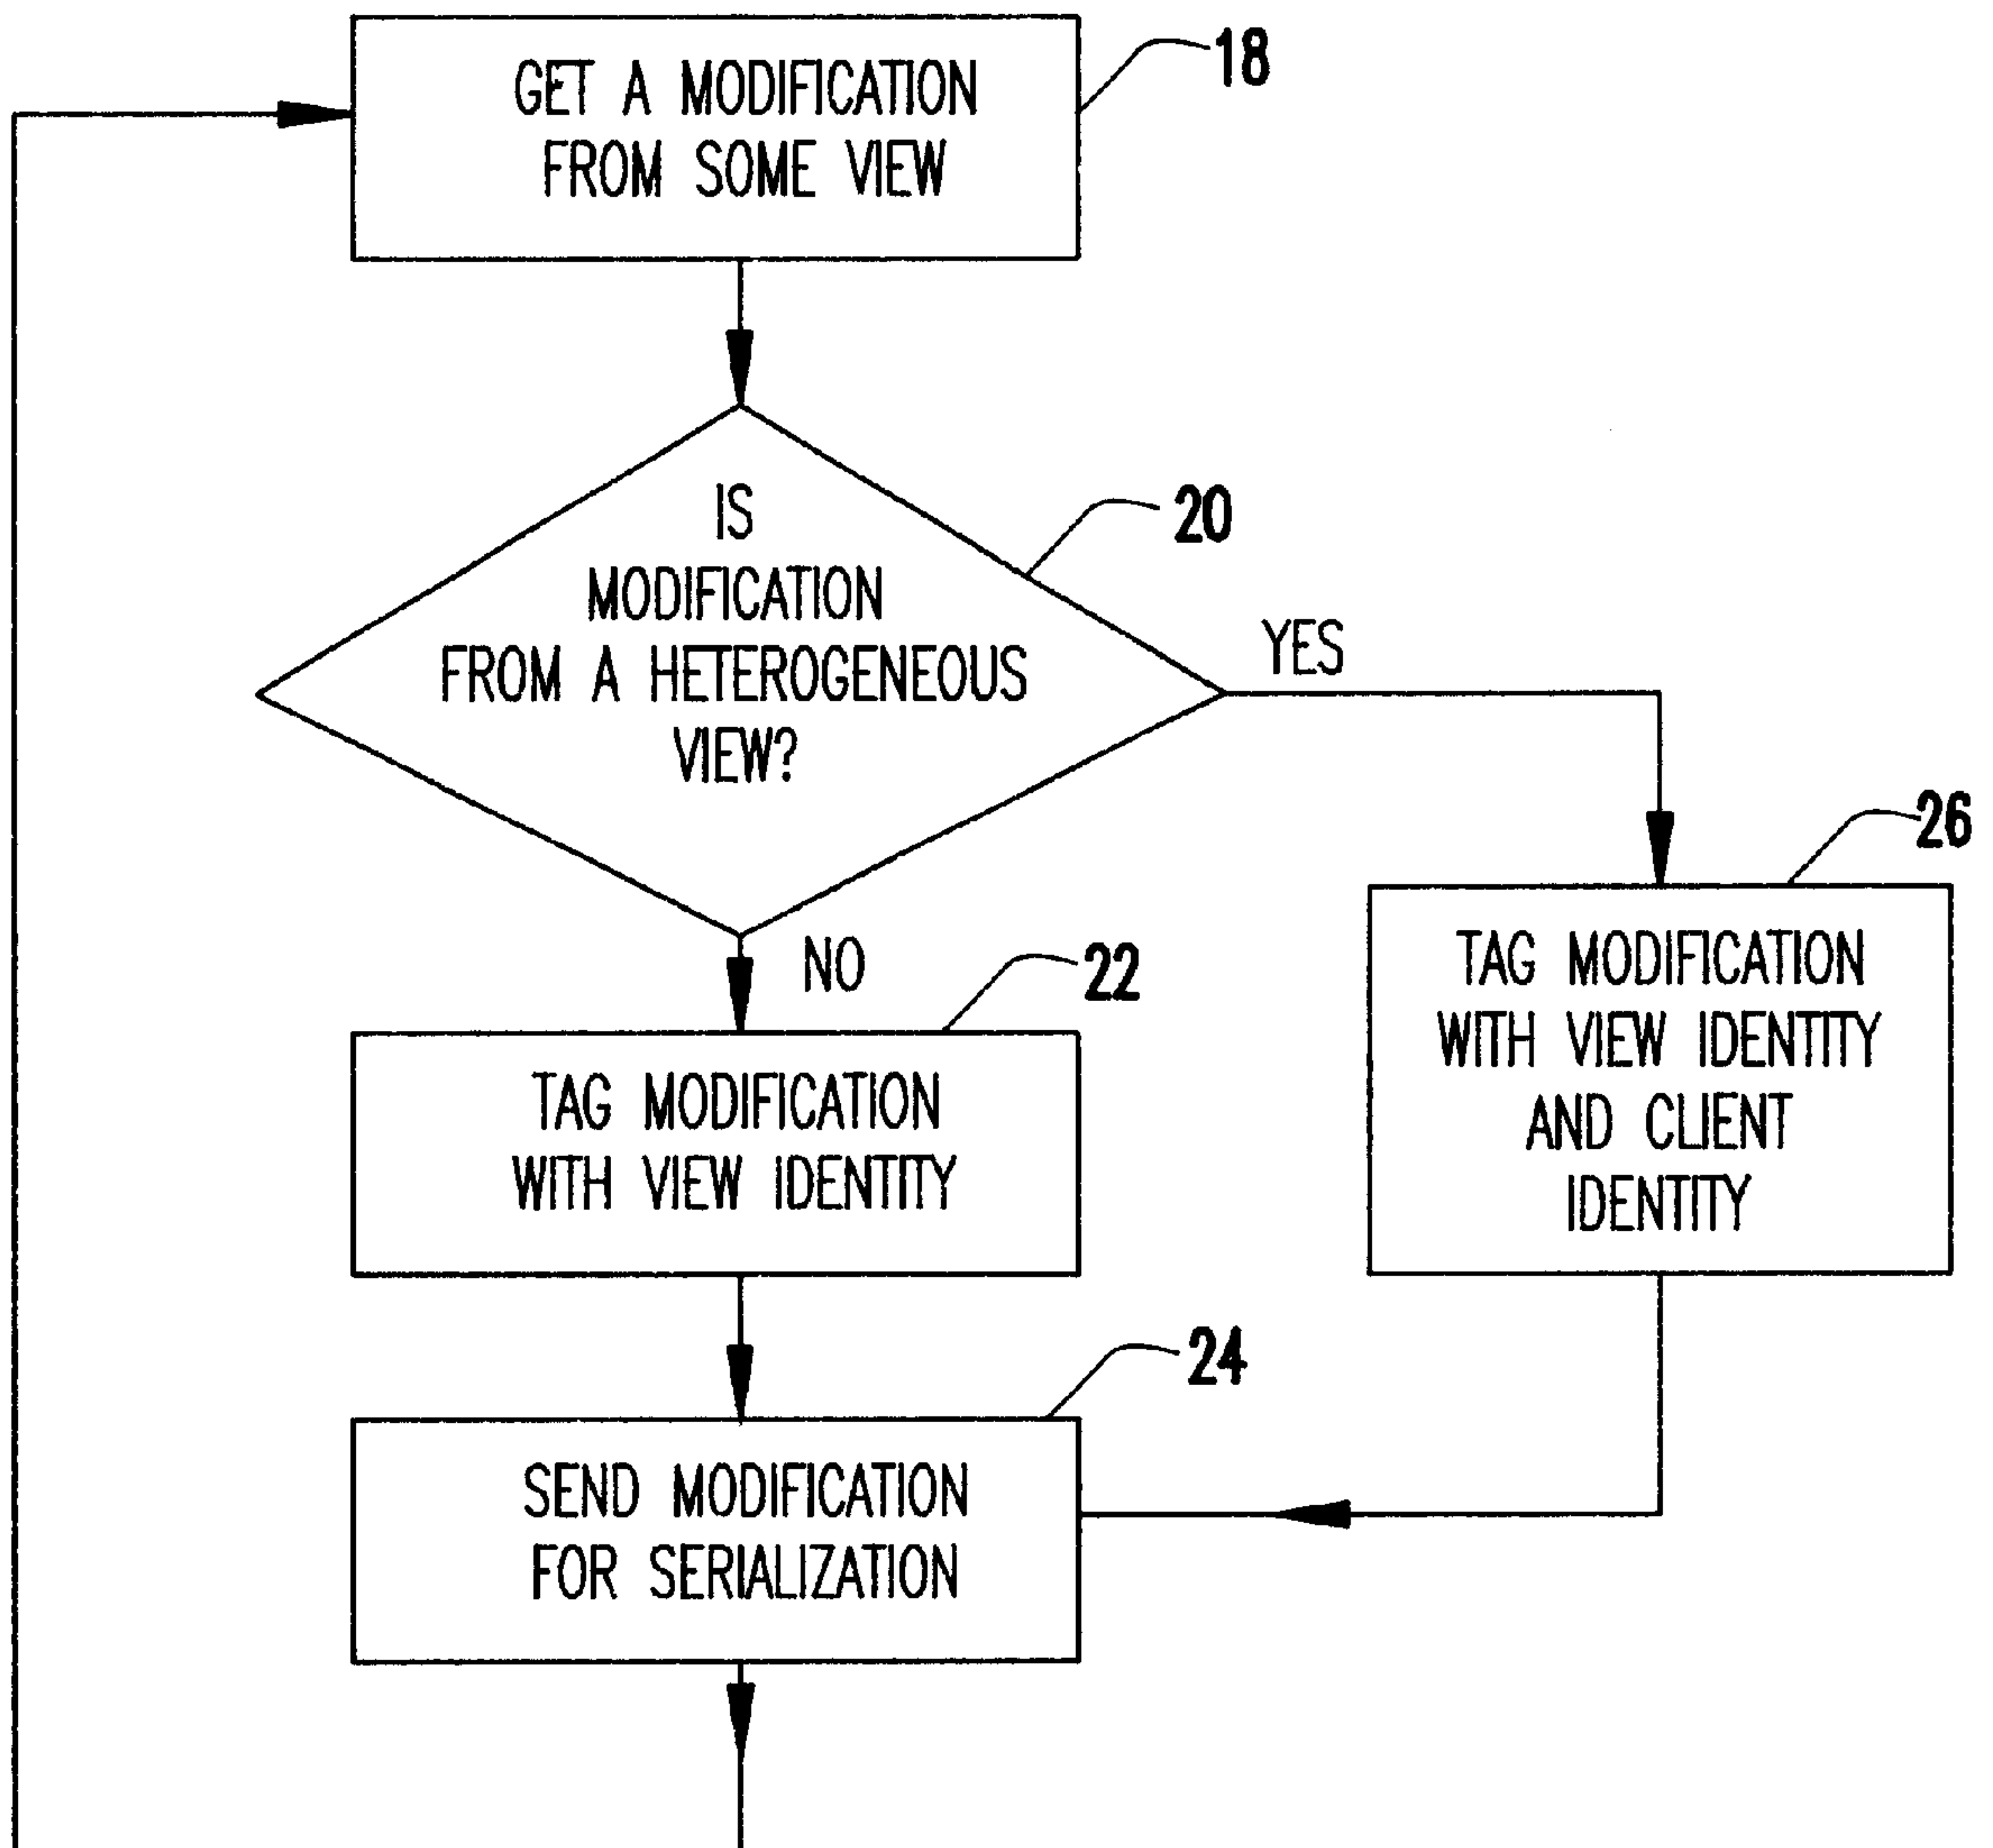 18
GET A MODIFICATION
FROM SOME VIEW
20
IS
MODIFICATION
FROM A HETEROGENEOUS
VIEW?
YES
NO
22
TAG MODIFICATION
WITH VIEW IDENTITY
26
TAG MODIFICATION
WITH VIEW IDENTITY
AND CLIENT
IDENTITY
24
SEND MODIFICATION
FOR SERIALIZATION